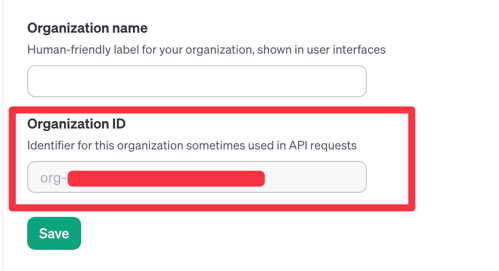 Organization name
Human-friendly label for your organization, shown in user interfaces
Organization ID
Identifier for this organization sometimes used in API requests
org-
Save